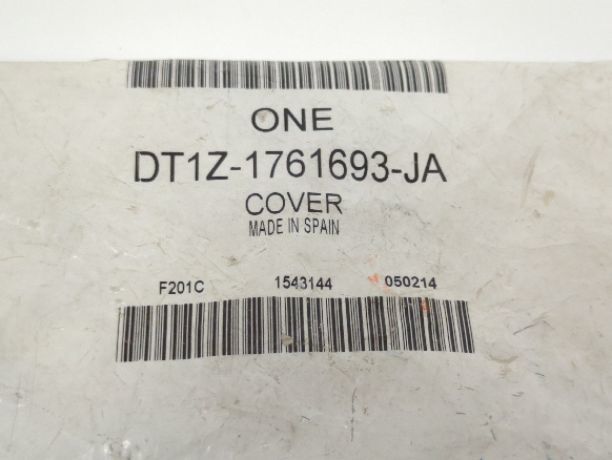 ONE
DT1Z-1761693-JA
COVER
MADE IN SPAIN
F201C 1543144 050214